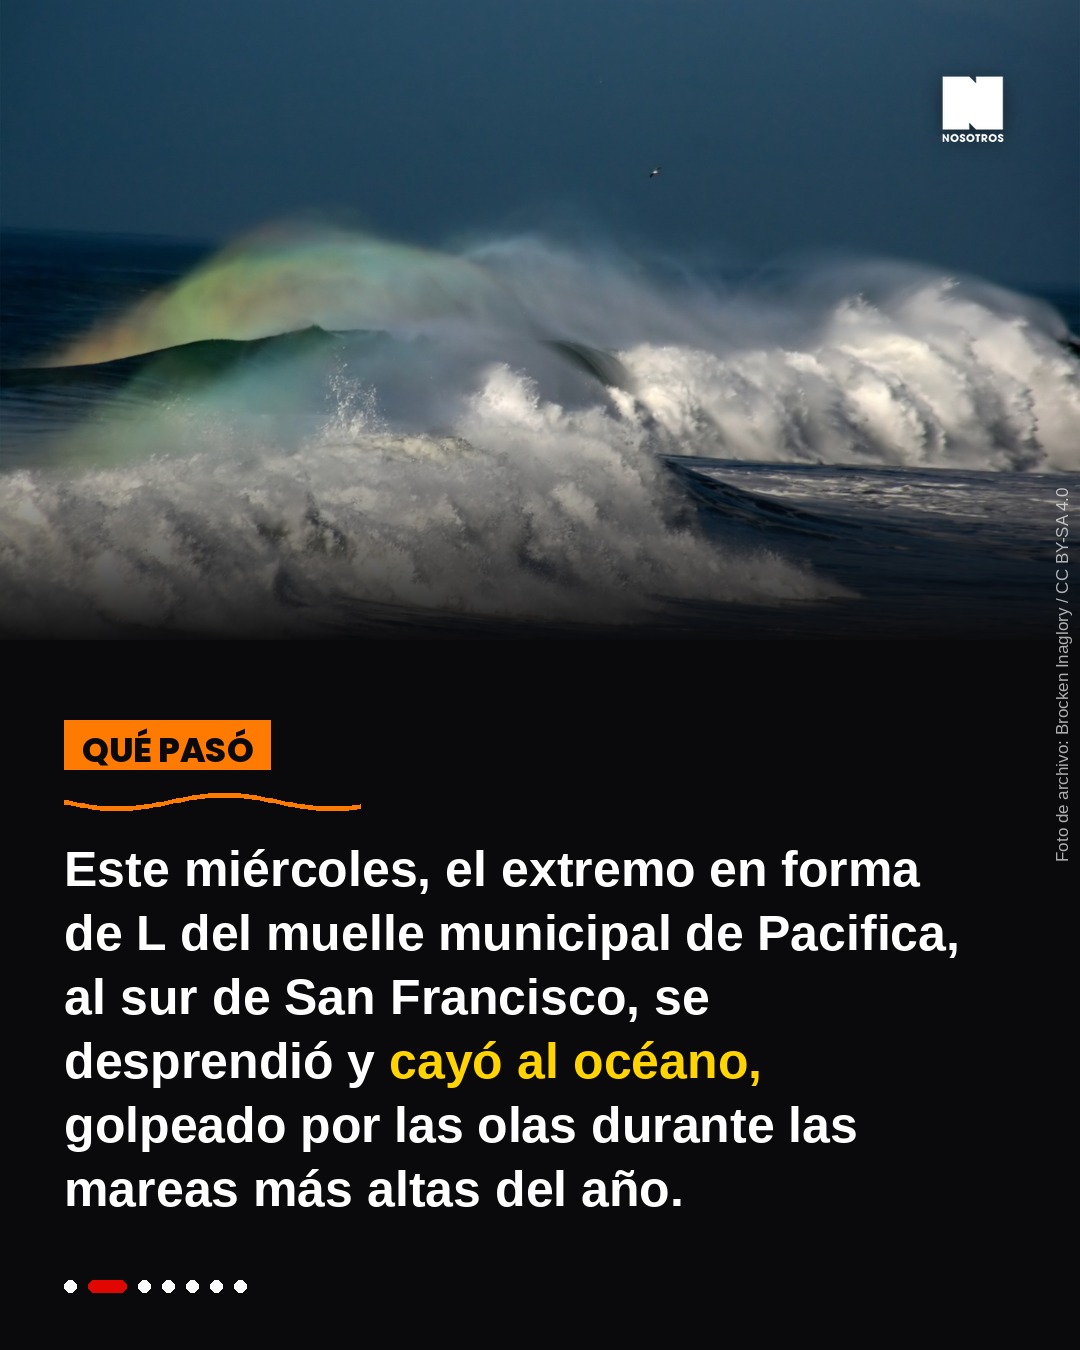 N
NOSOTROS
Foto de archivo: Brocken Inaglory / CC BY-SA 4.0
QUÉ PASÓ
Este miércoles, el extremo en forma
de L del muelle municipal de Pacifica,
al sur de San Francisco, se
desprendió y cayó al océano,
golpeado por las olas durante las
mareas más altas del año.